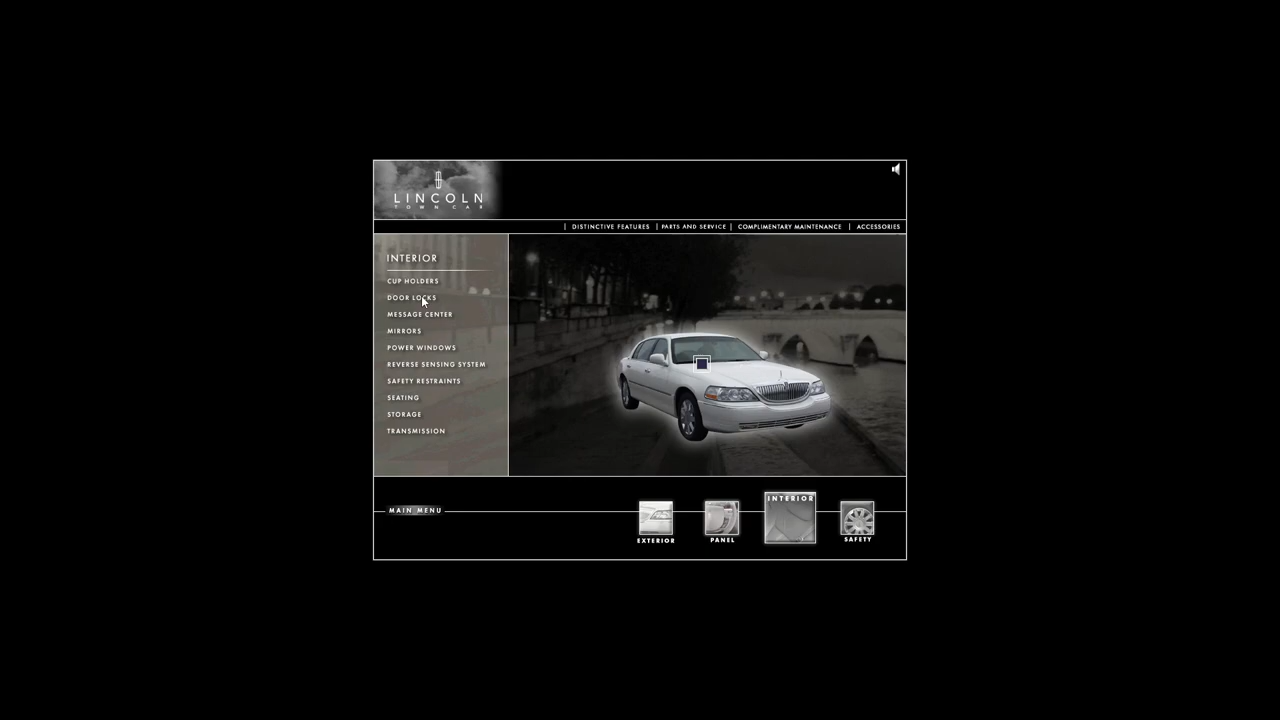 LINCOLN
TOWN CAR
DISTINCTIVE FEATURES | PARTS AND SERVICE | COMPLIMENTARY MAINTENANCE | ACCESSORIES
INTERIOR
CUP HOLDERS
DOOR LOCKS
MESSAGE CENTER
MIRRORS
POWER WINDOWS
REVERSE SENSING SYSTEM
SAFETY RESTRAINTS
SEATING
STORAGE
TRANSMISSION
MAIN MENU
EXTERIOR
PANEL
INTERIOR
SAFETY